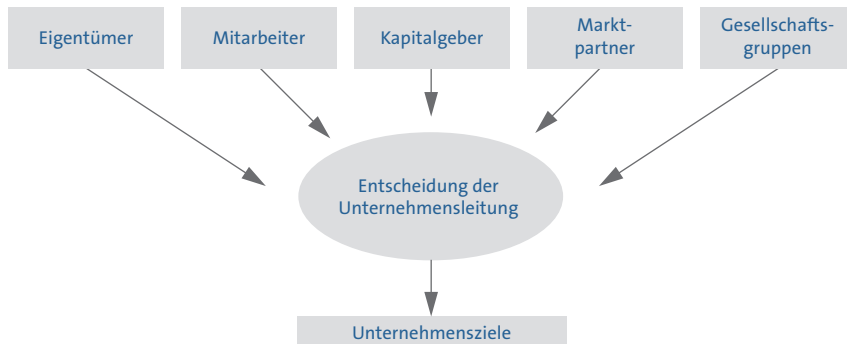 Eigentümer
Mitarbeiter
Kapitalgeber
Markt-
partner
Gesellschafts-
gruppen
Entscheidung der
Unternehmensleitung
Unternehmensziele